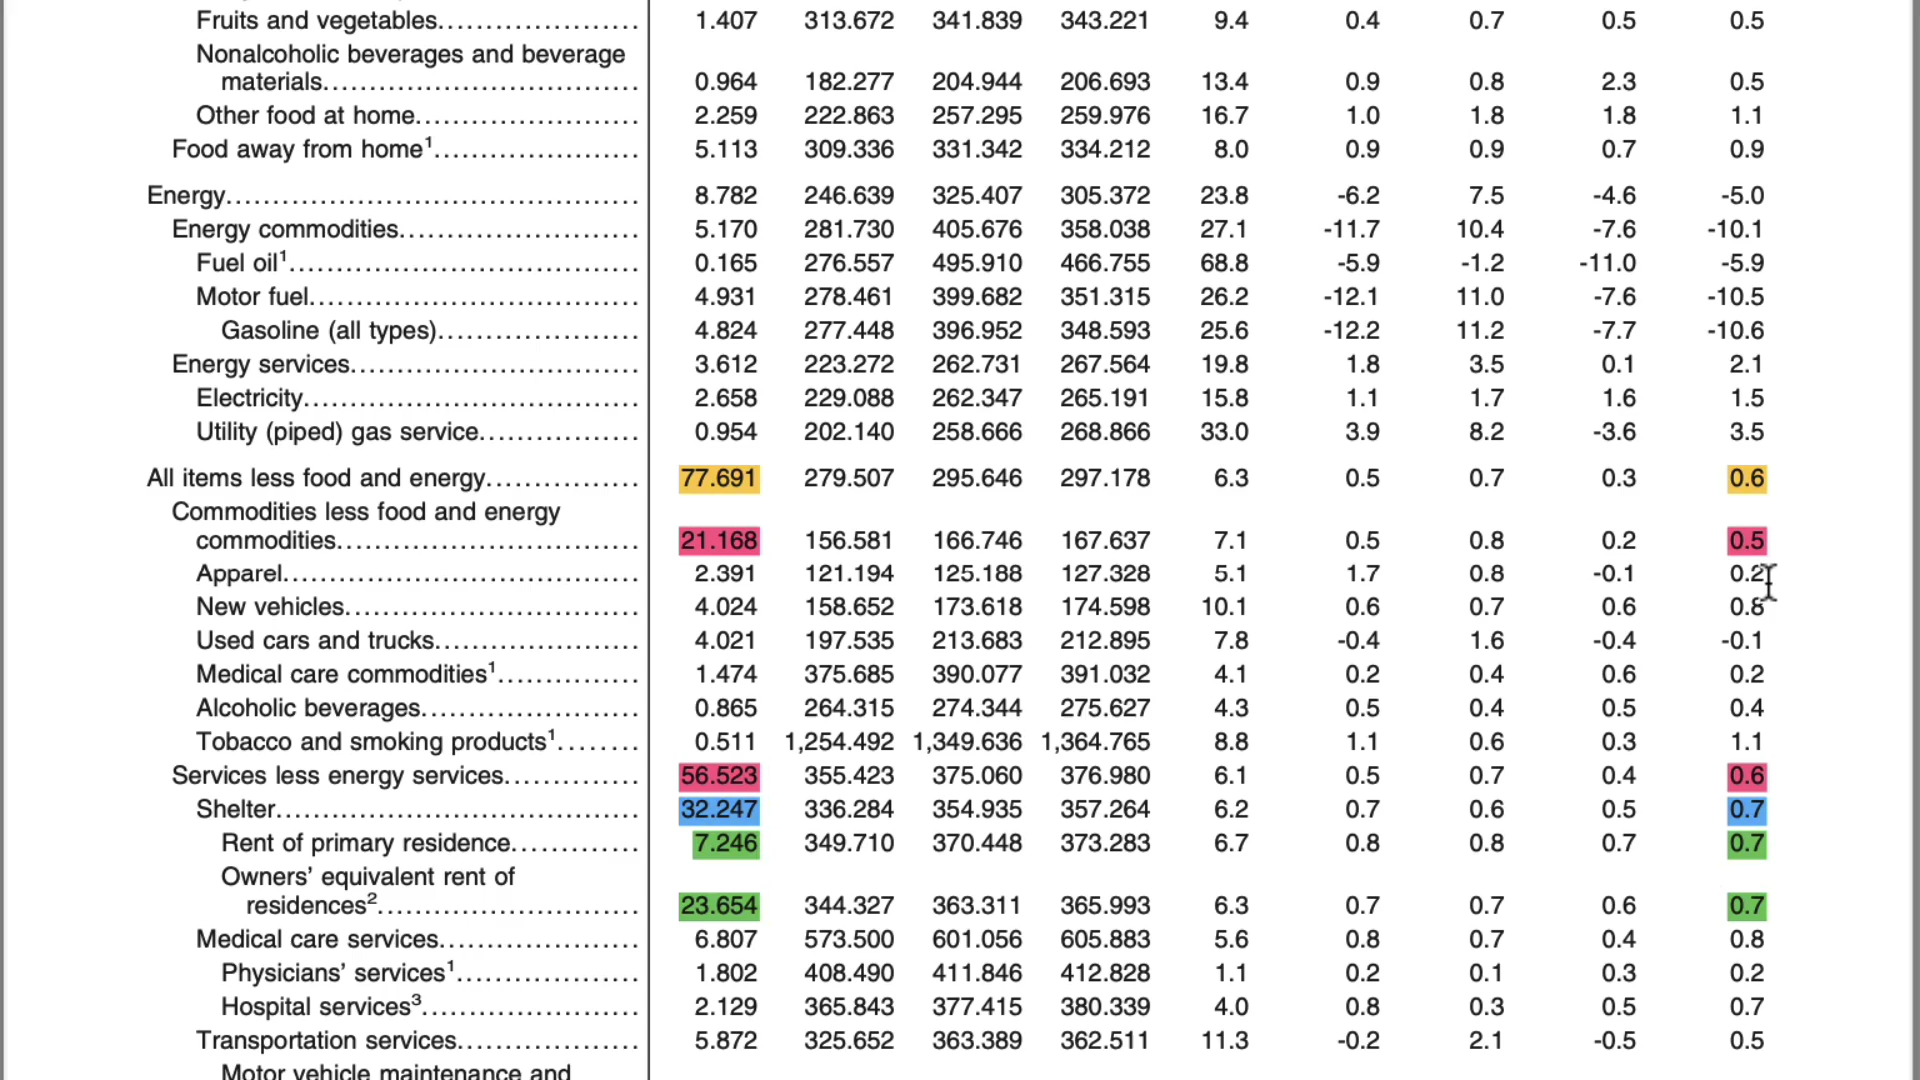 Fruits and vegetables..................... 1.407 313.672 341.839 343.221 9.4 0.4 0.7 0.5 0.5
Nonalcoholic beverages and beverage
materials.................................. 0.964 182.277 204.944 206.693 13.4 0.9 0.8 2.3 0.5
Other food at home........................ 2.259 222.863 257.295 259.976 16.7 1.0 1.8 1.8 1.1
Food away from home¹...................... 5.113 309.336 331.342 334.212 8.0 0.9 0.9 0.7 0.9
Energy............................................ 8.782 246.639 325.407 305.372 23.8 -6.2 7.5 -4.6 -5.0
Energy commodities.......................... 5.170 281.730 405.676 358.038 27.1 -11.7 10.4 -7.6 -10.1
Fuel oil¹..................................... 0.165 276.557 495.910 466.755 68.8 -5.9 -1.2 -11.0 -5.9
Motor fuel................................... 4.931 278.461 399.682 351.315 26.2 -12.1 11.0 -7.6 -10.5
Gasoline (all types)..................... 4.824 277.448 396.952 348.593 25.6 -12.2 11.2 -7.7 -10.6
Energy services............................... 3.612 223.272 262.731 267.564 19.8 1.8 3.5 0.1 2.1
Electricity.................................... 2.658 229.088 262.347 265.191 15.8 1.1 1.7 1.6 1.5
Utility (piped) gas service................. 0.954 202.140 258.666 268.866 33.0 3.9 8.2 -3.6 3.5
All items less food and energy................ 77.691 279.507 295.646 297.178 6.3 0.5 0.7 0.3 0.6
Commodities less food and energy
commodities................................ 21.168 156.581 166.746 167.637 7.1 0.5 0.8 0.2 0.5
Apparel...................................... 2.391 121.194 125.188 127.328 5.1 1.7 0.8 -0.1 0.2
New vehicles................................ 4.024 158.652 173.618 174.598 10.1 0.6 0.7 0.6 0.8
Used cars and trucks...................... 4.021 197.535 213.683 212.895 7.8 -0.4 1.6 -0.4 -0.1
Medical care commodities¹............... 1.474 375.685 390.077 391.032 4.1 0.2 0.4 0.6 0.2
Alcoholic beverages....................... 0.865 264.315 274.344 275.627 4.3 0.5 0.4 0.5 0.4
Tobacco and smoking products¹........ 0.511 1,254.492 1,349.636 1,364.765 8.8 1.1 0.6 0.3 1.1
Services less energy services.............. 56.523 355.423 375.060 376.980 6.1 0.5 0.7 0.4 0.6
Shelter....................................... 32.247 336.284 354.935 357.264 6.2 0.7 0.6 0.5 0.7
Rent of primary residence............. 7.246 349.710 370.448 373.283 6.7 0.8 0.8 0.7 0.7
Owners’ equivalent rent of
residences²............................. 23.654 344.327 363.311 365.993 6.3 0.7 0.7 0.6 0.7
Medical care services..................... 6.807 573.500 601.056 605.883 5.6 0.8 0.7 0.4 0.8
Physicians’ services¹................... 1.802 408.490 411.846 412.828 1.1 0.2 0.1 0.3 0.2
Hospital services³....................... 2.129 365.843 377.415 380.339 4.0 0.8 0.3 0.5 0.7
Transportation services................... 5.872 325.652 363.389 362.511 11.3 -0.2 2.1 -0.5 0.5
Motor vehicle maintenance and